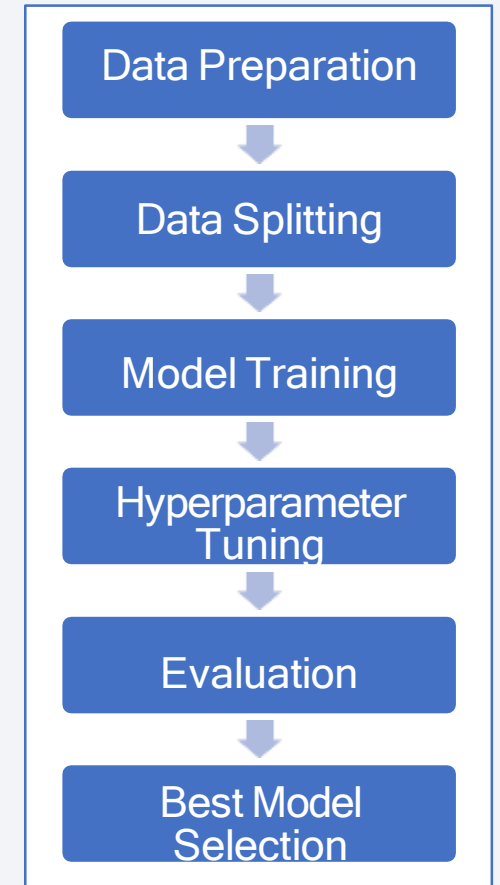 Data Preparation
Data Splitting
Model Training
Hyperparameter
Tuning
Evaluation
Best Model
Selection